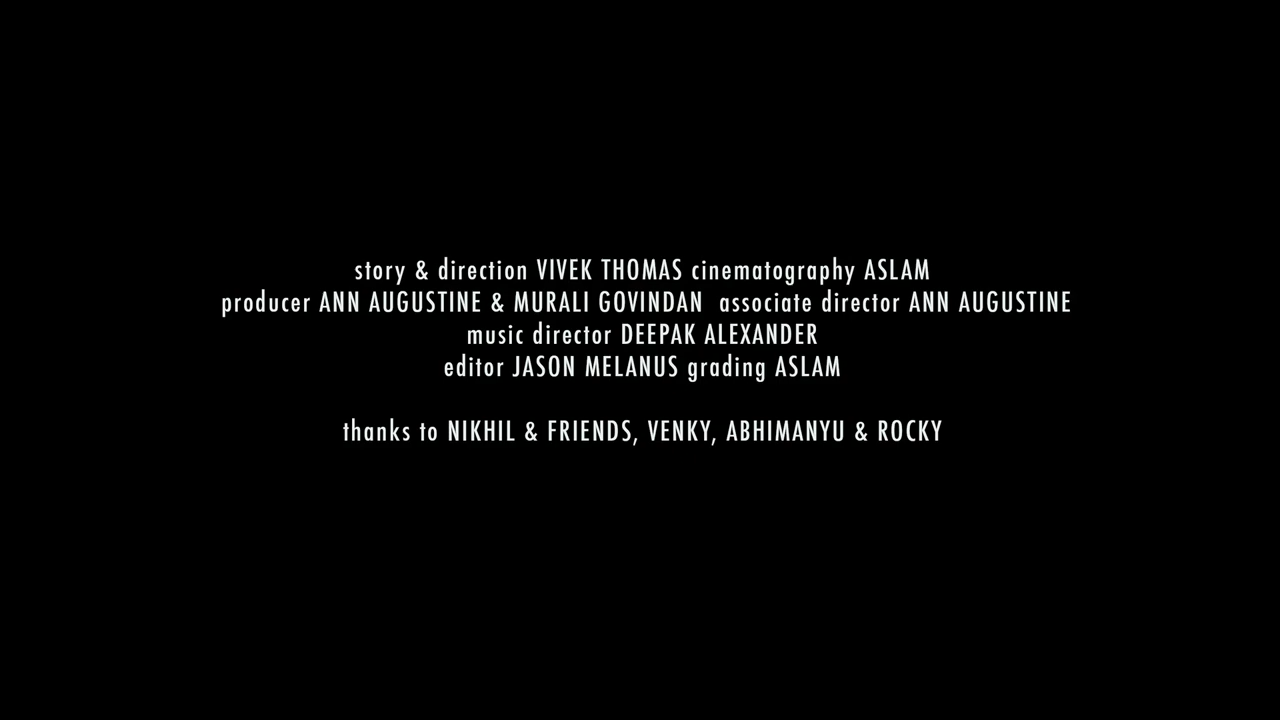 story & direction VIVEK THOMAS cinematography ASLAM
producer ANN AUGUSTINE & MURALI GOVINDAN associate director ANN AUGUSTINE
music director DEEPAK ALEXANDER
editor JASON MELANUS grading ASLAM
thanks to NIKHIL & FRIENDS, VENKY, ABHIMANYU & ROCKY